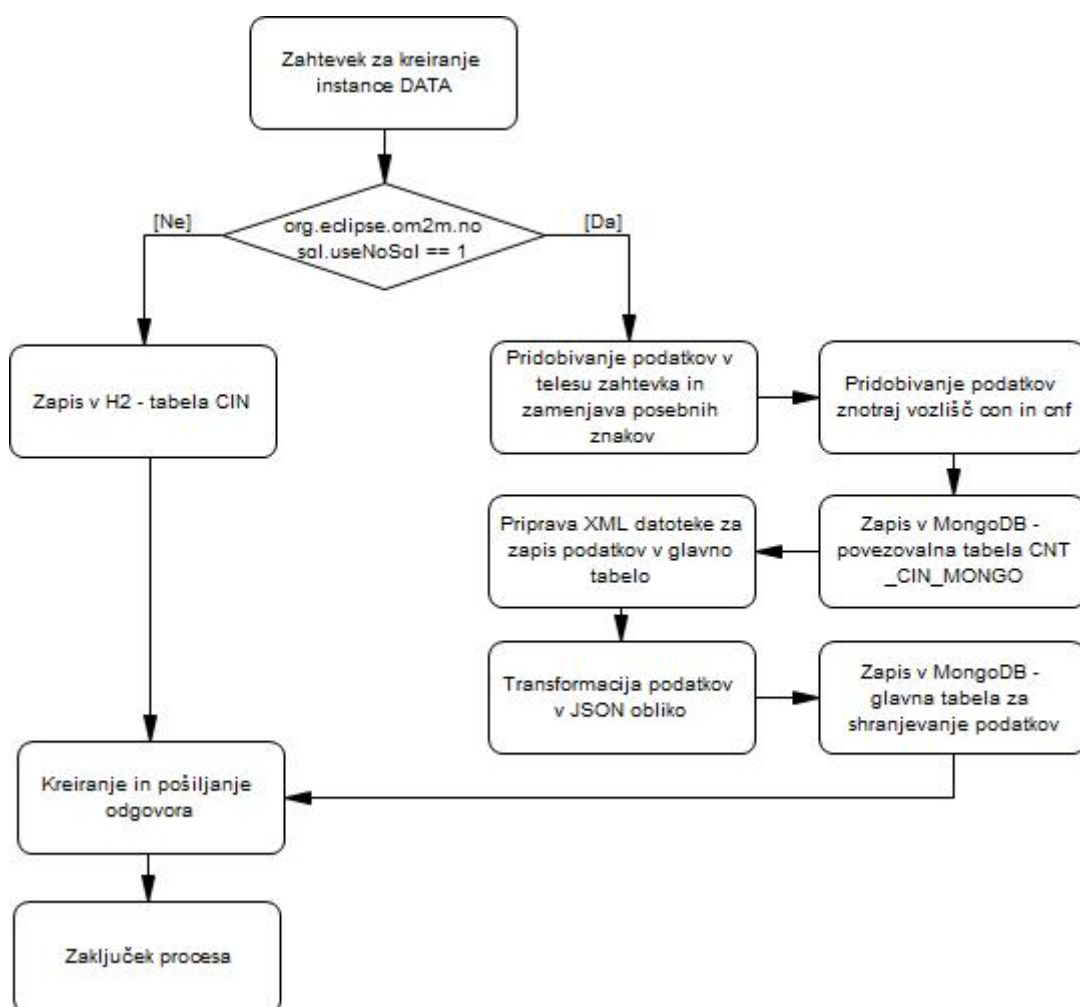 Zahtevek za kreiranje
instance DATA
[Ne]
org.eclipse.om2m.no
sql.useNoSql == 1
[Da]
Zapis v H2 - tabela CIN
Pridobivanje podatkov v
telesu zahtevka in
zamenjava posebnih
znakov
Pridobivanje podatkov
znotraj vozlišč con in cnf
Priprava XML datoteke za
zapis podatkov v glavno
tabelo
Zapis v MongoDB -
povezovalna tabela CNT
_CIN_MONGO
Transformacija podatkov
v JSON obliko
Zapis v MongoDB -
glavna tabela za
shranjevanje podatkov
Kreiranje in pošiljanje
odgovora
Zaključek procesa